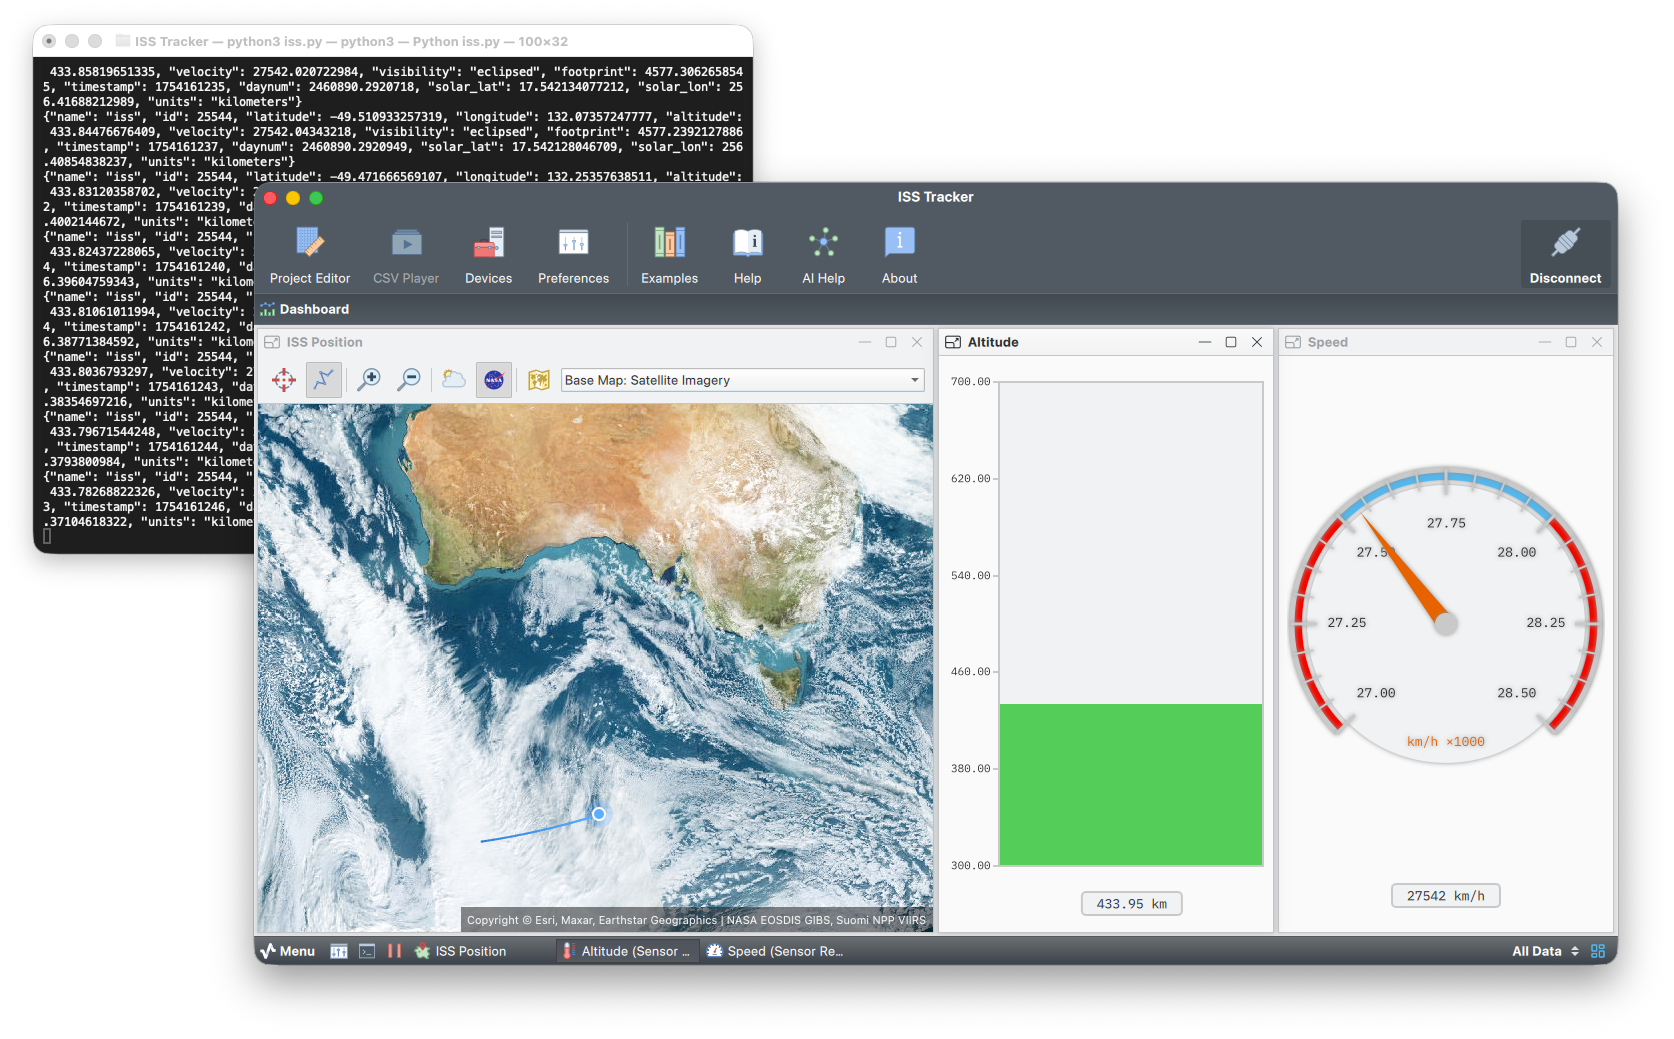 ISS Tracker — python3 iss.py — python3 — Python iss.py — 100×32
433.85819651335, "velocity": 27542.020722984, "visibility": "eclipsed", "footprint": 4577.306265854
5, "timestamp": 1754161235, "daynum": 2460890.2920718, "solar_lat": 17.542134077212, "solar_lon": 25
6.41688212989, "units": "kilometers"}
{"name": "iss", "id": 25544, "latitude": −49.510933257319, "longitude": 132.07357247777, "altitude":
433.84476676409, "velocity": 27542.04343218, "visibility": "eclipsed", "footprint": 4577.2392127886
, "timestamp": 1754161237, "daynum": 2460890.2920949, "solar_lat": 17.542128046709, "solar_lon": 256
.40854838237, "units": "kilometers"}
{"name": "iss", "id": 25544, "latitude": −49.471666569107, "longitude": 132.25357638511, "altitude":
433.83120358702, "velocity": 2
2, "timestamp": 1754161239, "da
.4002144672, "units": "kilomete
{"name": "iss", "id": 25544, "
433.82437228065, "velocity":
4, "timestamp": 1754161240, "d
6.39604759343, "units": "kilom
{"name": "iss", "id": 25544, "
433.81061011994, "velocity":
4, "timestamp": 1754161242, "d
6.38771384592, "units": "kilom
{"name": "iss", "id": 25544, "
433.8036793297, "velocity": 2
, "timestamp": 1754161243, "da
.38354697216, "units": "kilome
{"name": "iss", "id": 25544, "
433.79671544248, "velocity":
, "timestamp": 1754161244, "da
.3793800984, "units": "kilomet
{"name": "iss", "id": 25544, "
433.78268822326, "velocity":
3, "timestamp": 1754161246, "d
.37104618322, "units": "kilome
ISS Tracker
Project Editor
CSV Player
Devices
Preferences
Examples
Help
AI Help
About
Disconnect
Dashboard
ISS Position
NASA
Base Map: Satellite Imagery
Copyright © Esri, Maxar, Earthstar Geographics | NASA EOSDIS GIBS, Suomi NPP VIIRS
Altitude
700.00
620.00
540.00
460.00
380.00
300.00
433.95 km
Speed
27.75
27.50
28.00
27.25
28.25
27.00
28.50
km/h ×1000
27542 km/h
Menu
ISS Position
Altitude (Sensor ...
Speed (Sensor Re...
All Data